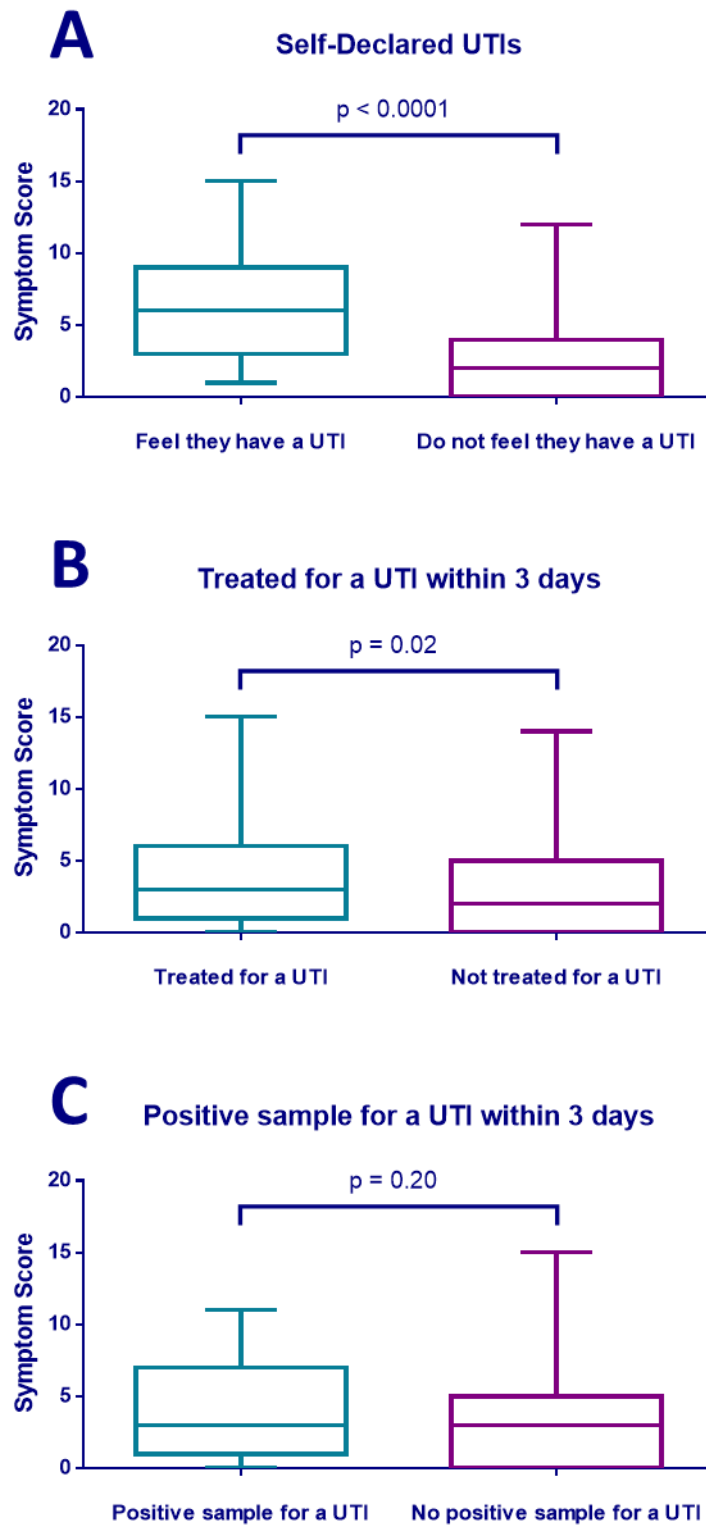 A
Self-Declared UTIs
p < 0.0001
Symptom Score
20
15
10
5
0
Feel they have a UTI
Do not feel they have a UTI
B
Treated for a UTI within 3 days
p = 0.02
Symptom Score
20
15
10
5
0
Treated for a UTI
Not treated for a UTI
C
Positive sample for a UTI within 3 days
p = 0.20
Symptom Score
20
15
10
5
0
Positive sample for a UTI
No positive sample for a UTI